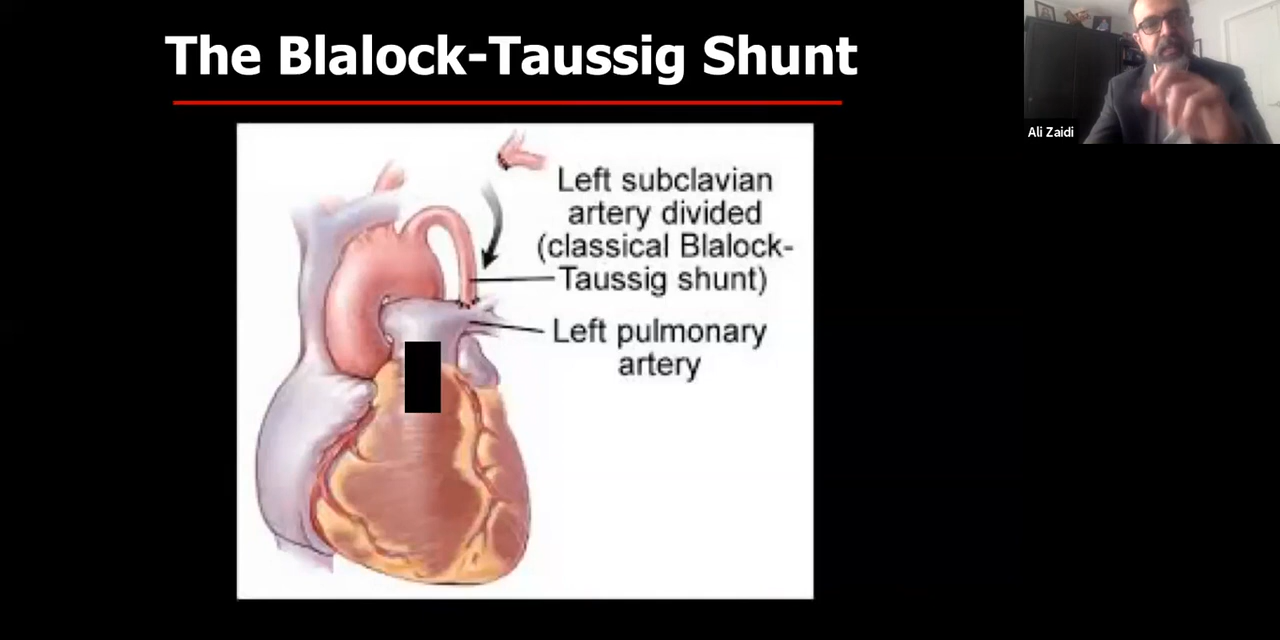 The Blalock-Taussig Shunt
Ali Zaidi
Left subclavian
artery divided
(classical Blalock-
Taussig shunt)
Left pulmonary
artery